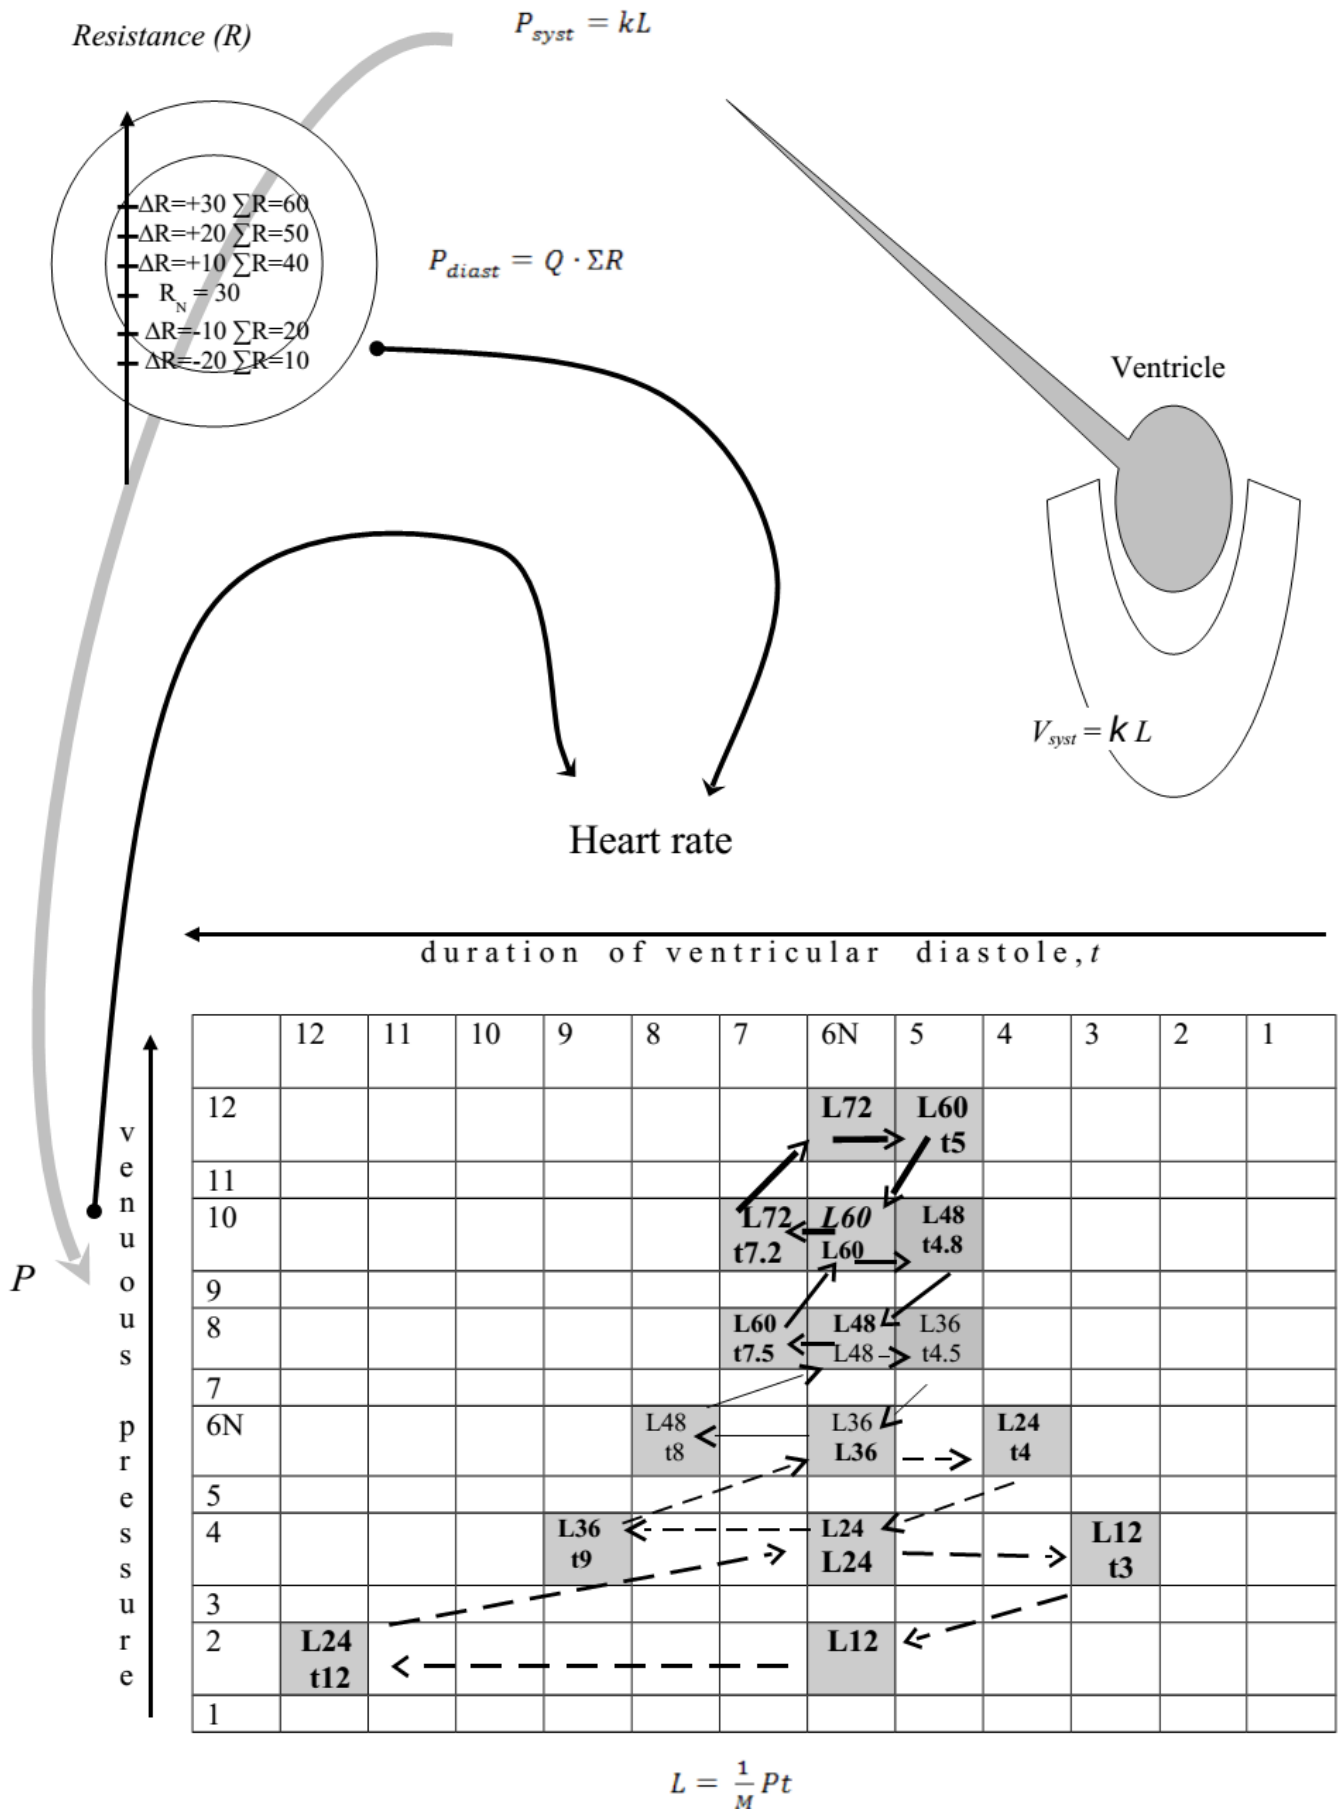 Resistance (R)
P_syst = kL
ΔR=+30 ∑R=60
ΔR=+20 ∑R=50
ΔR=+10 ∑R=40
R_N = 30
ΔR=-10 ∑R=20
ΔR=-20 ∑R=10
P_diast = Q · ΣR
Ventricle
V_syst = k L
Heart rate
duration of ventricular diastole, t
venous pressure
P
12 11 10 9 8 7 6N 5 4 3 2 1
12 L72 L60
t5
11
10 L72 L60 L48
t7.2 L60 t4.8
9
8 L60 L48 L36
t7.5 L48 t4.5
7
6N L48 L36 L24
t8 L36 t4
5
4 L36 L24 L12
t9 L24 t3
3
2 L24 L12
t12
1
L = 1/M Pt